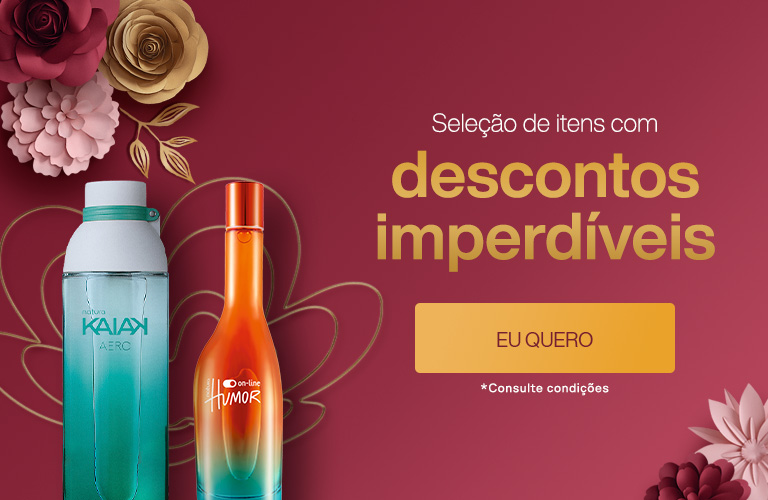 Seleção de itens com
descontos
imperdíveis
EU QUERO
*Consulte condições
natura
KAIAK
AERO
on-line
HUMOR